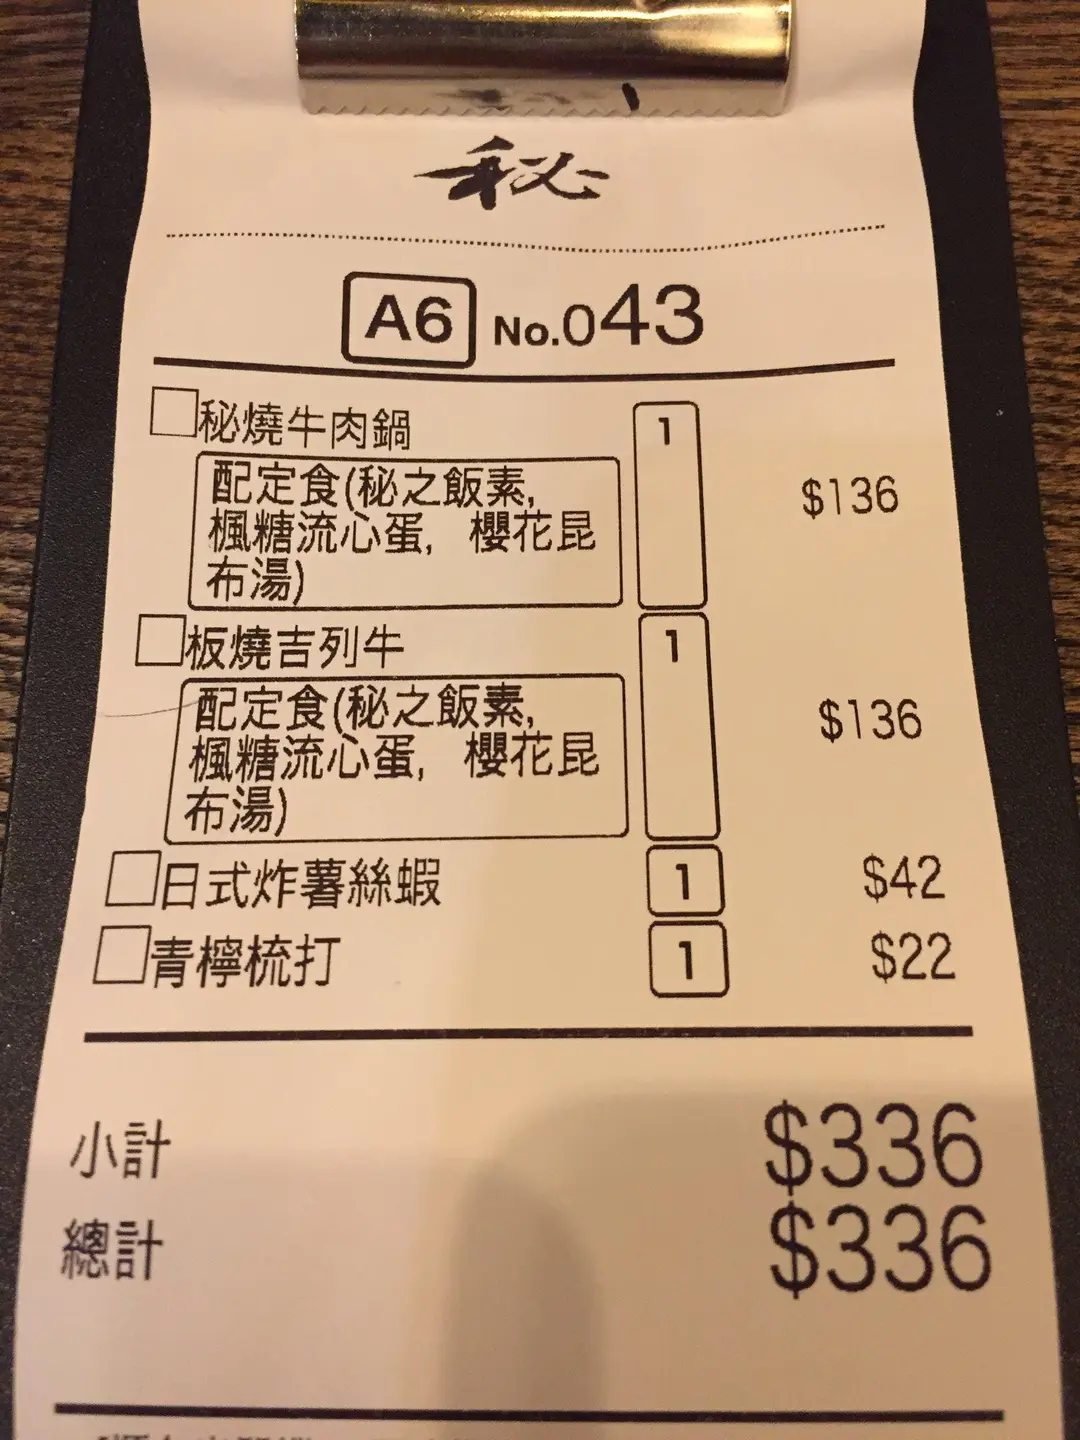 秘
A6 No.043
秘燒牛肉鍋 1
配定食(秘之飯素,
楓糖流心蛋, 櫻花昆
布湯)
$136
板燒吉列牛 1
配定食(秘之飯素,
楓糖流心蛋, 櫻花昆
布湯)
$136
日式炸薯絲蝦 1 $42
青檸梳打 1 $22
小計 $336
總計 $336